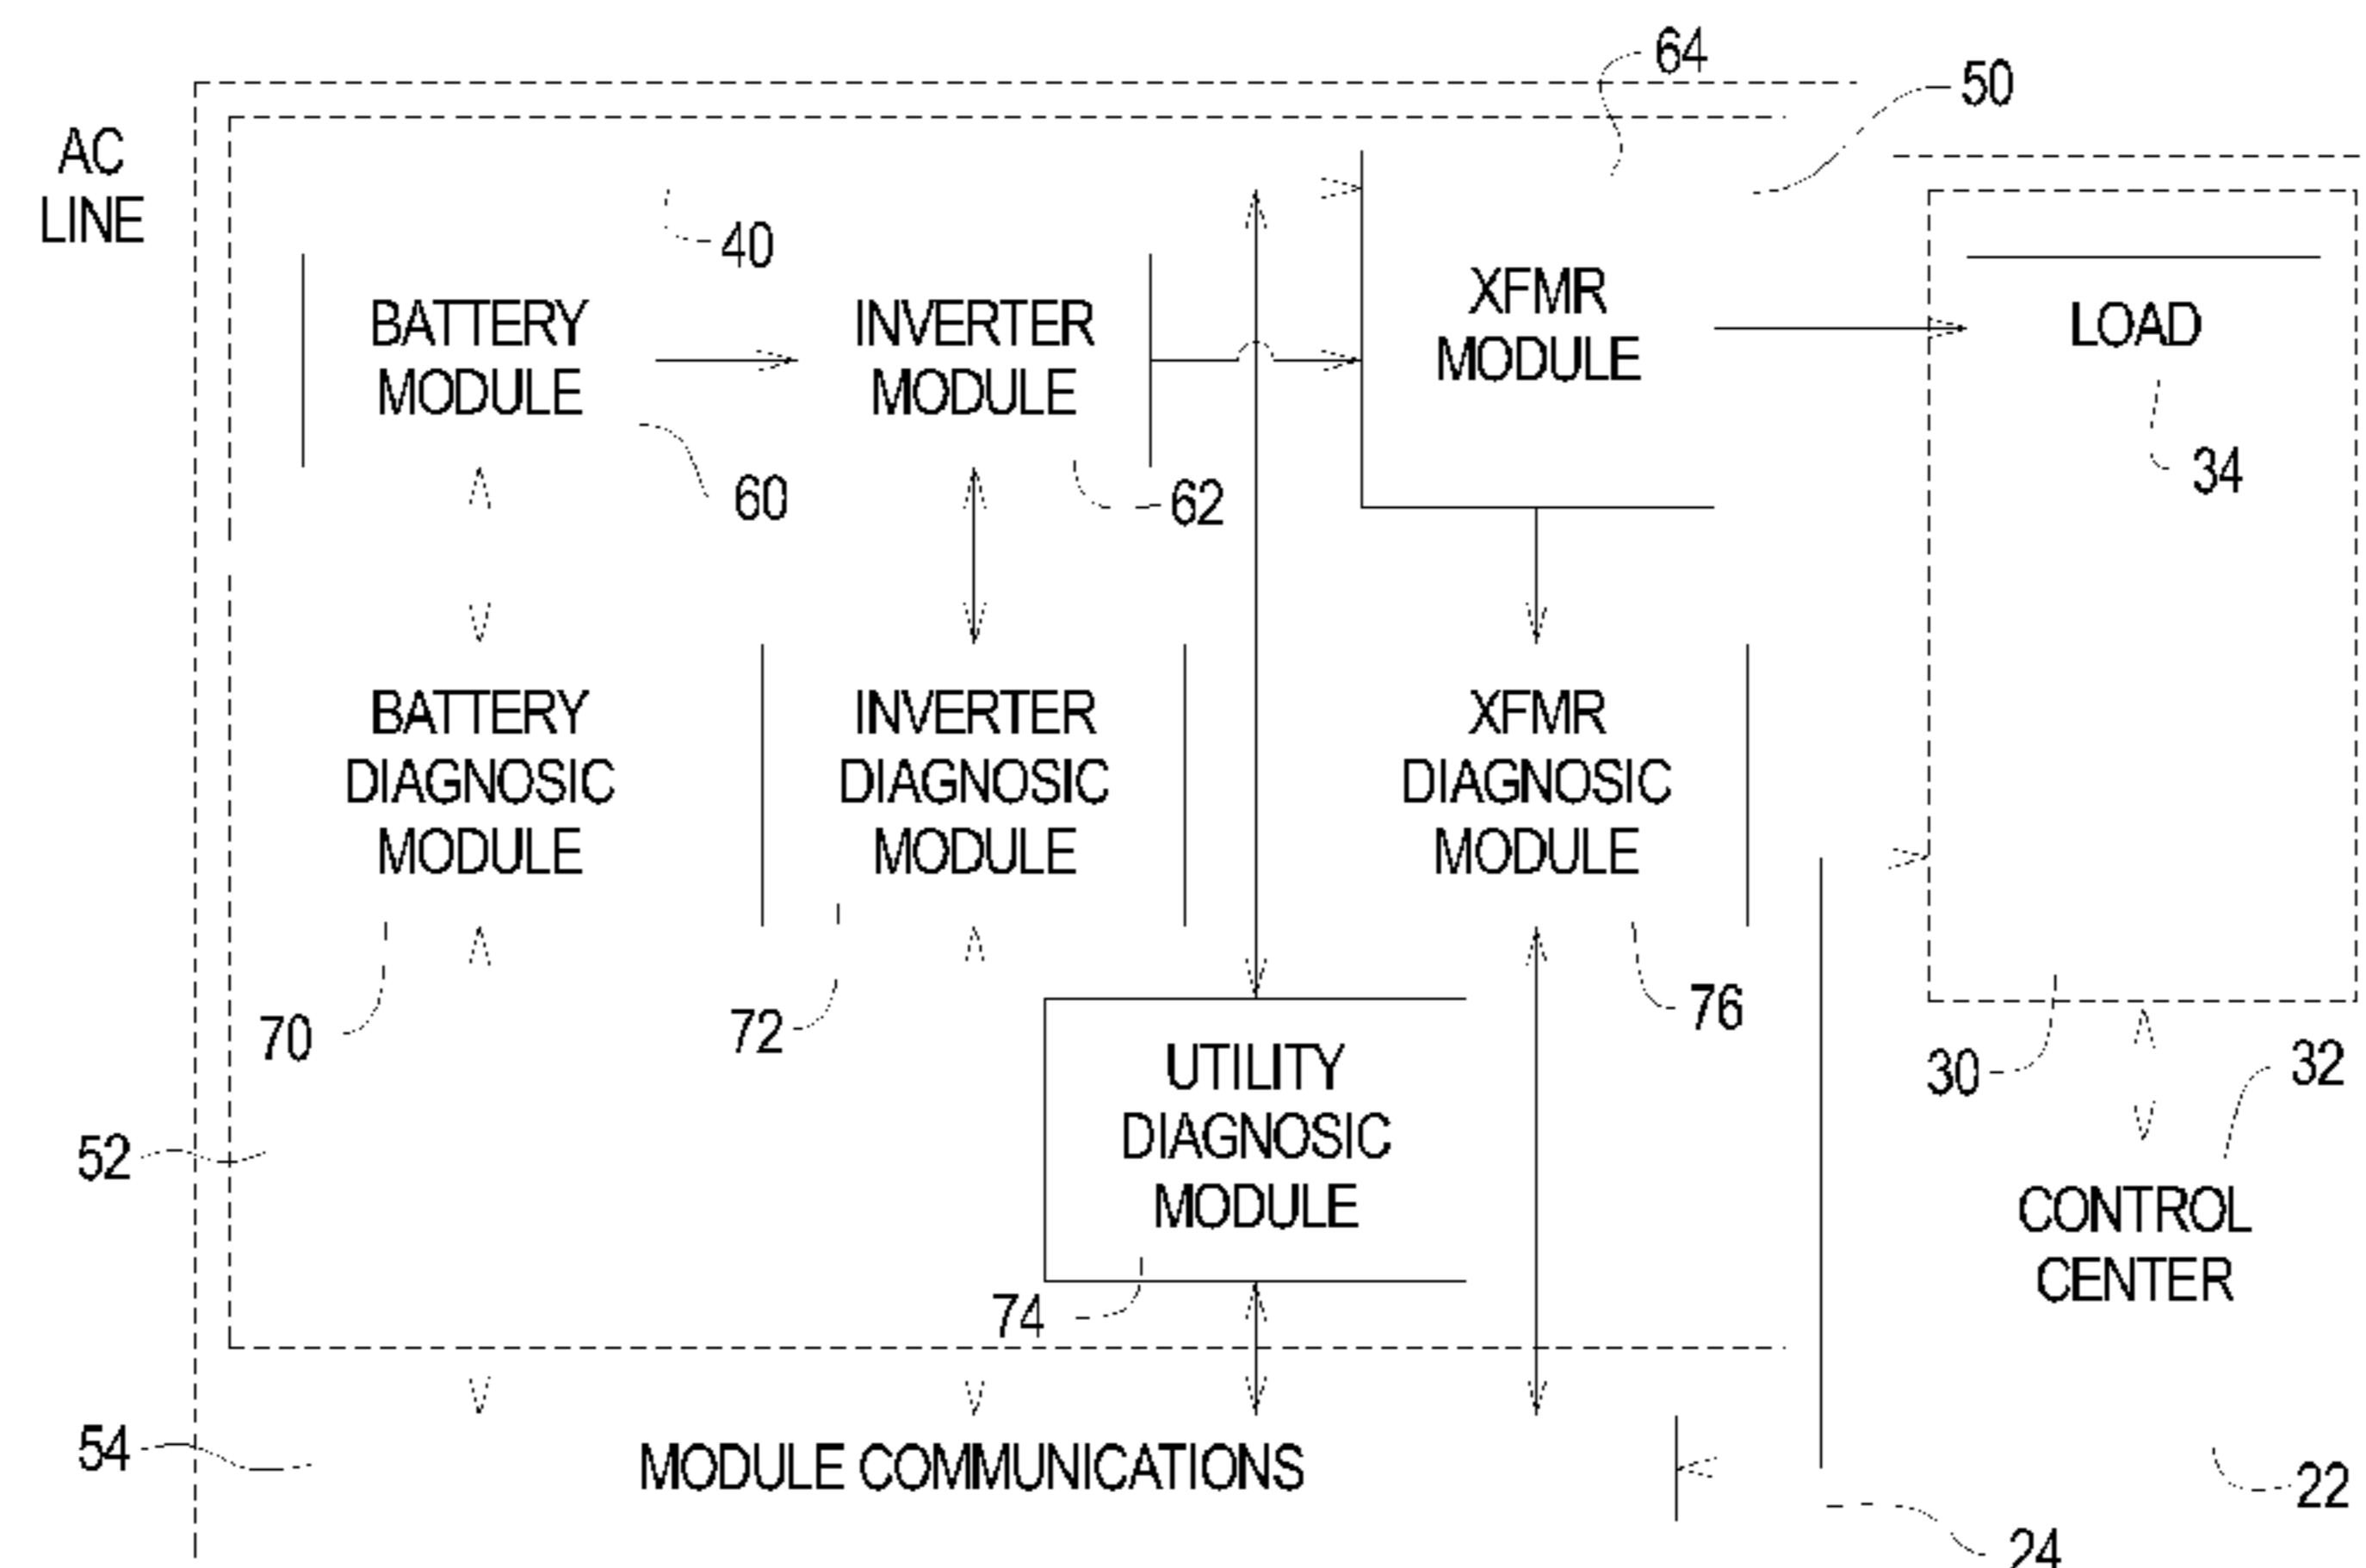 64
50
AC
LINE
40
BATTERY
MODULE
INVERTER
MODULE
XFMR
MODULE
LOAD
60
62
34
BATTERY
DIAGNOSIC
MODULE
INVERTER
DIAGNOSIC
MODULE
XFMR
DIAGNOSIC
MODULE
70
72
76
30
32
UTILITY
DIAGNOSIC
MODULE
52
CONTROL
CENTER
74
54
MODULE COMMUNICATIONS
22
24